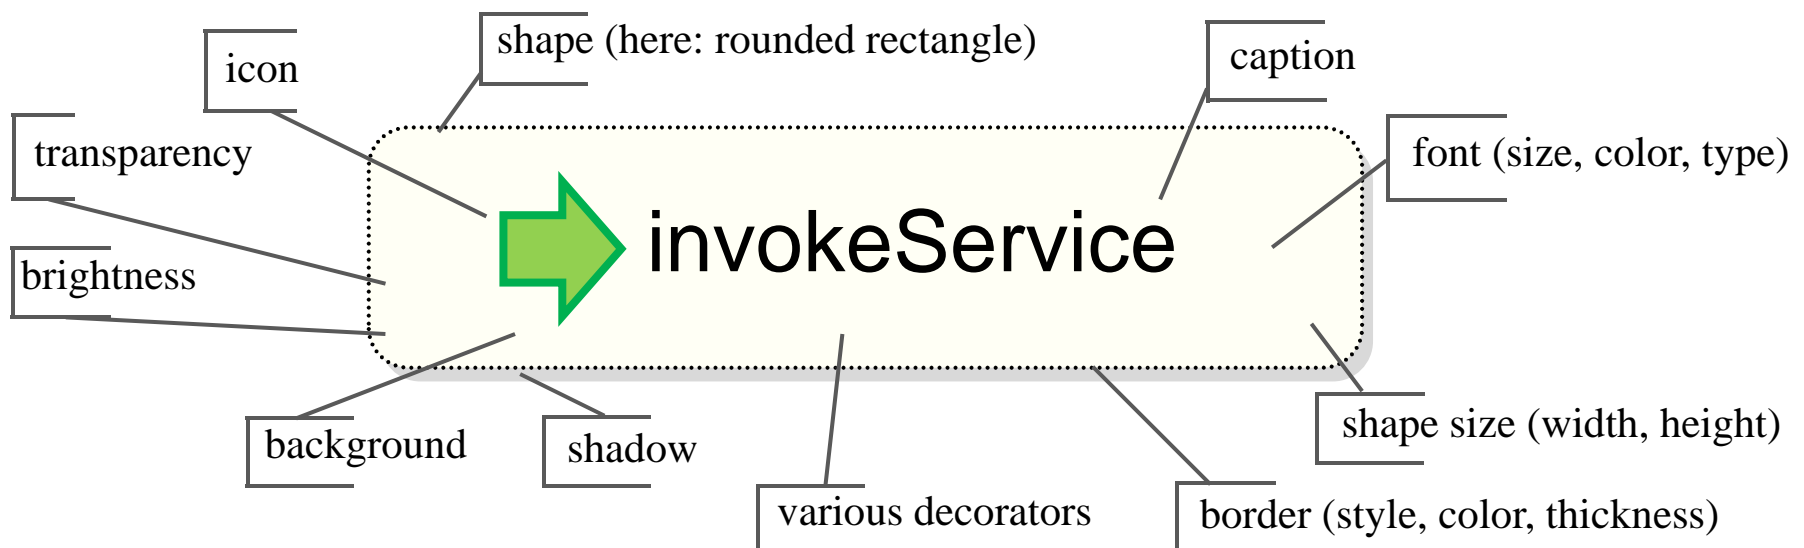 shape (here: rounded rectangle)
caption
icon
transparency
font (size, color, type)
invokeService
brightness
shape size (width, height)
background
shadow
various decorators
border (style, color, thickness)